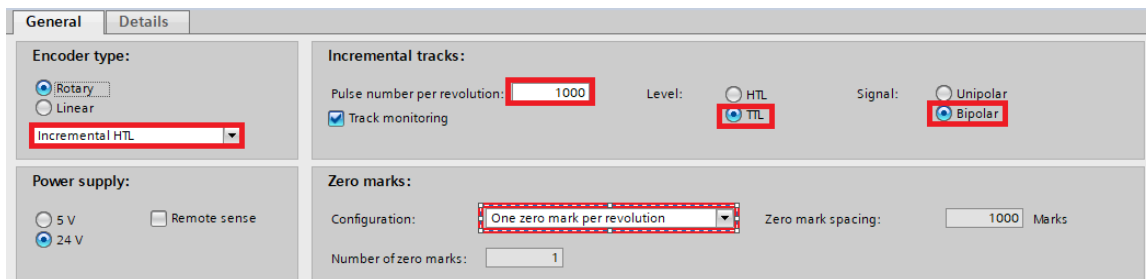 General Details
Encoder type:
Rotary
Linear
Incremental HTL
Incremental tracks:
Pulse number per revolution: 1000 Level: HTL Signal: Unipolar
Track monitoring TTL Bipolar
Power supply:
5 V Remote sense
24 V
Zero marks:
Configuration: One zero mark per revolution Zero mark spacing: 1000 Marks
Number of zero marks: 1